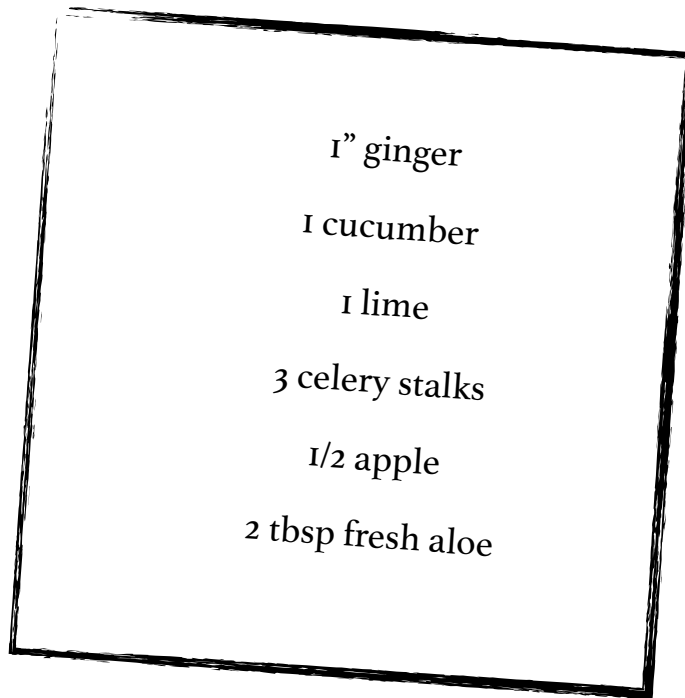 1” ginger
1 cucumber
1 lime
3 celery stalks
1/2 apple
2 tbsp fresh aloe